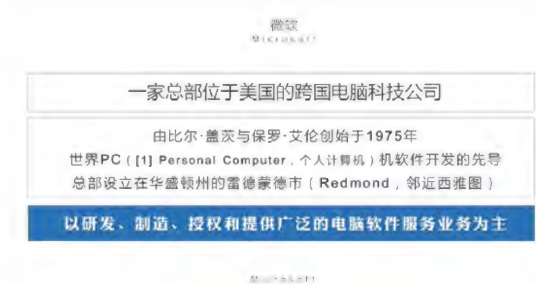 微软
Microsoft
一家总部位于美国的跨国电脑科技公司
由比尔·盖茨与保罗·艾伦创始于1975年
世界PC（[1] Personal Computer，个人计算机）机软件开发的先导
总部设立在华盛顿州的雷德蒙德市（Redmond，邻近西雅图）
以研发、制造、授权和提供广泛的电脑软件服务业务为主
Microsoft